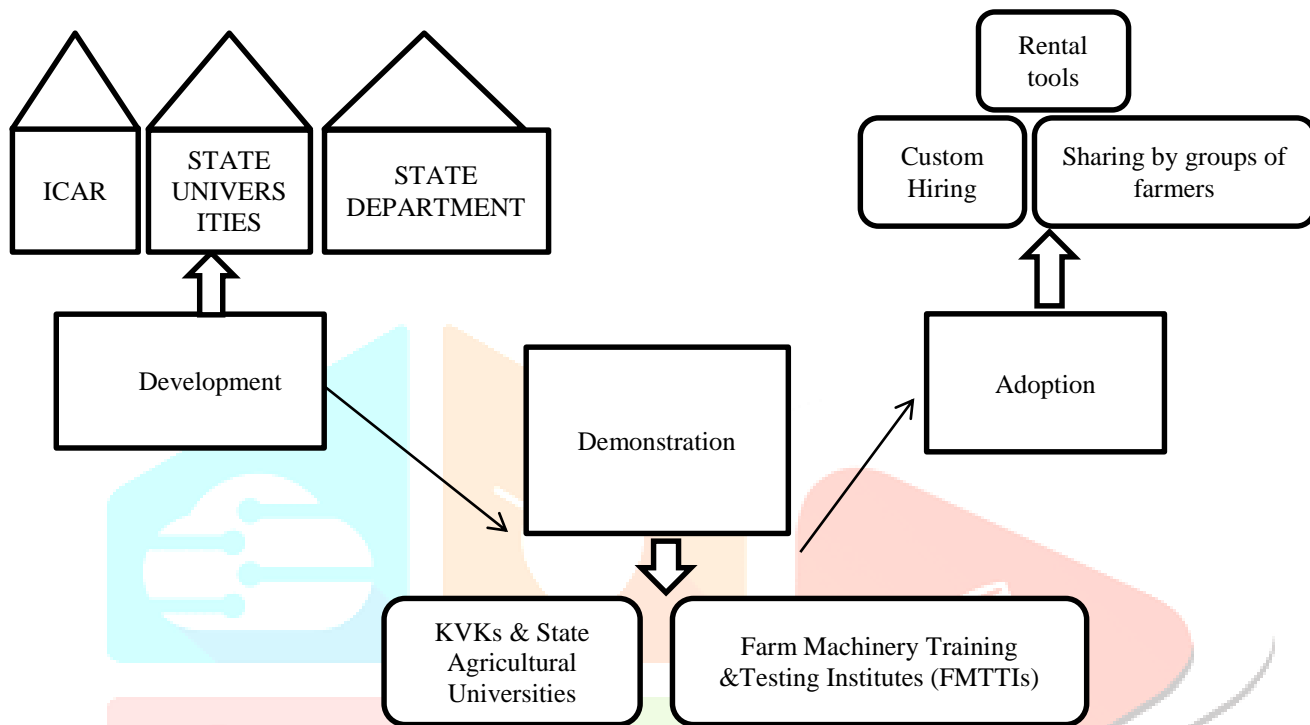 Rental
tools
ICAR
STATE
UNIVERS
ITIES
STATE
DEPARTMENT
Custom
Hiring
Sharing by groups of
farmers
Development
Demonstration
Adoption
KVKs & State
Agricultural
Universities
Farm Machinery Training
&Testing Institutes (FMTTIs)